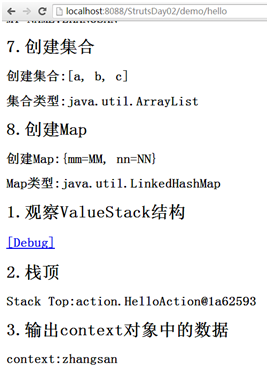 localhost:8088/StrutsDay02/demo/hello
7.创建集合
创建集合:[a, b, c]
集合类型:java.util.ArrayList
8.创建Map
创建Map:{mm=MM, nn=NN}
Map类型:java.util.LinkedHashMap
1.观察ValueStack结构
[Debug]
2.栈顶
Stack Top:action.HelloAction@1a62593
3.输出context对象中的数据
context:zhangsan